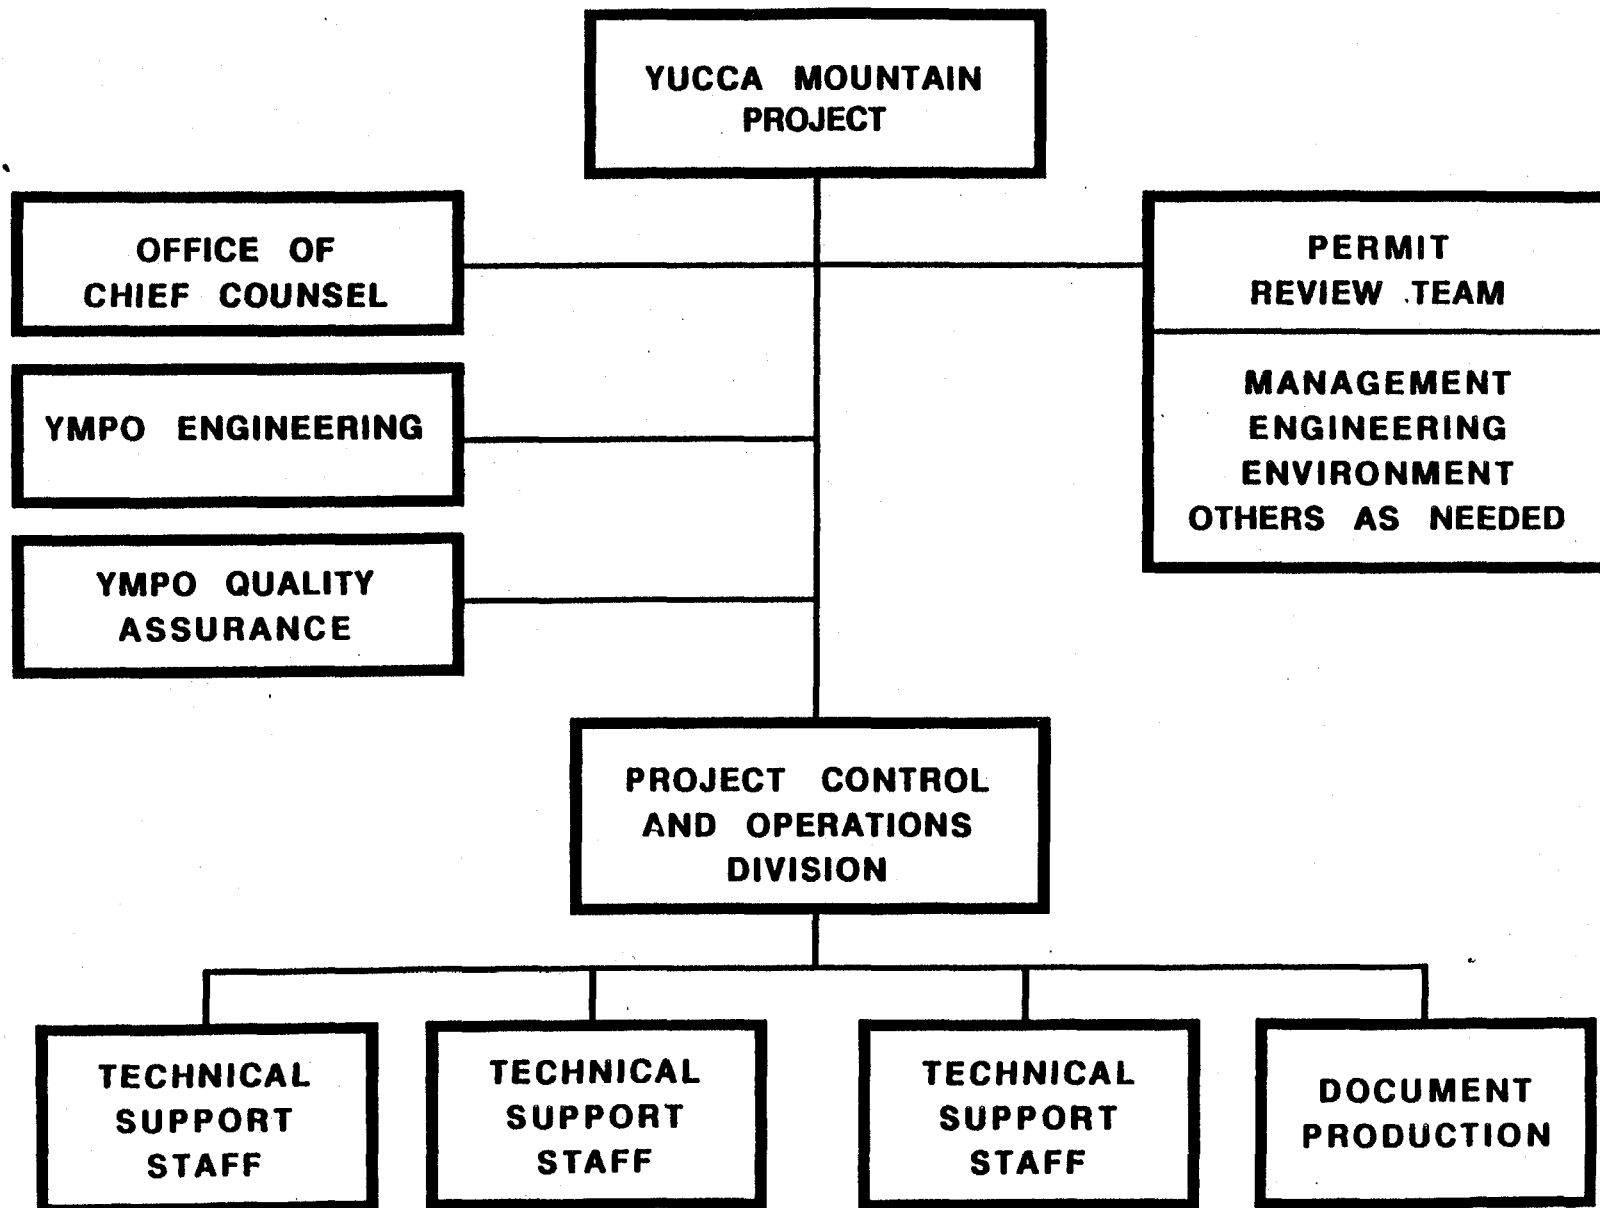 YUCCA MOUNTAIN
PROJECT
OFFICE OF
CHIEF COUNSEL
PERMIT
REVIEW TEAM
MANAGEMENT
ENGINEERING
ENVIRONMENT
OTHERS AS NEEDED
YMPO ENGINEERING
YMPO QUALITY
ASSURANCE
PROJECT CONTROL
AND OPERATIONS
DIVISION
TECHNICAL
SUPPORT
STAFF
TECHNICAL
SUPPORT
STAFF
TECHNICAL
SUPPORT
STAFF
DOCUMENT
PRODUCTION